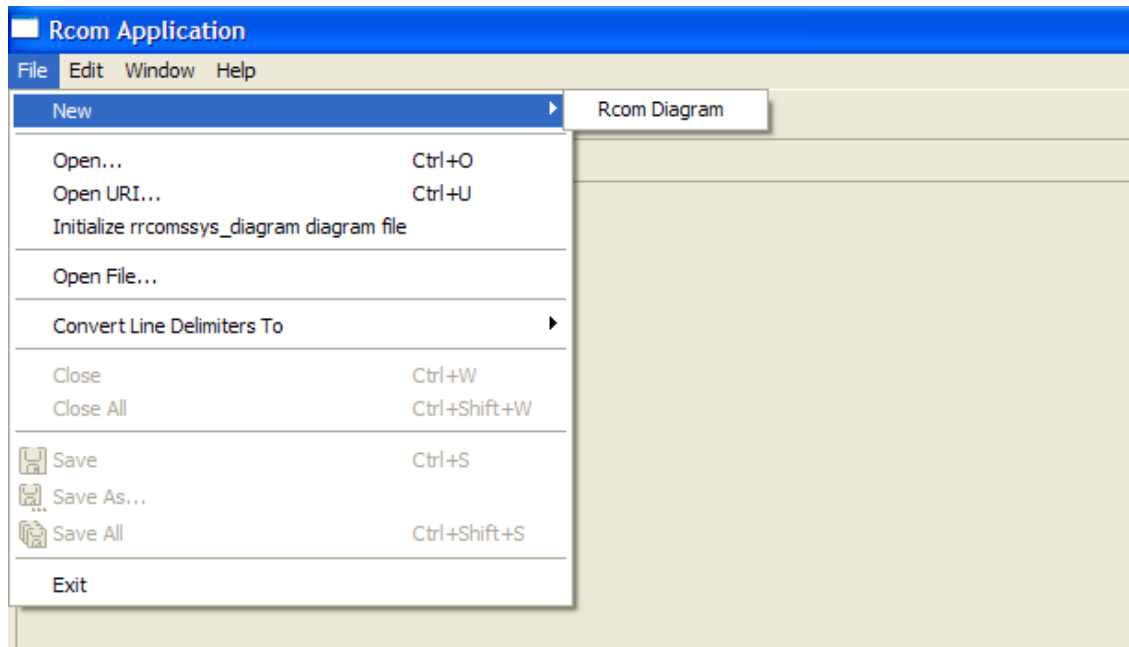 Rcom Application
File Edit Window Help
New Rcom Diagram
Open... Ctrl+O
Open URI... Ctrl+U
Initialize rrcomssys_diagram diagram file
Open File...
Convert Line Delimiters To
Close Ctrl+W
Close All Ctrl+Shift+W
Save Ctrl+S
Save As...
Save All Ctrl+Shift+S
Exit